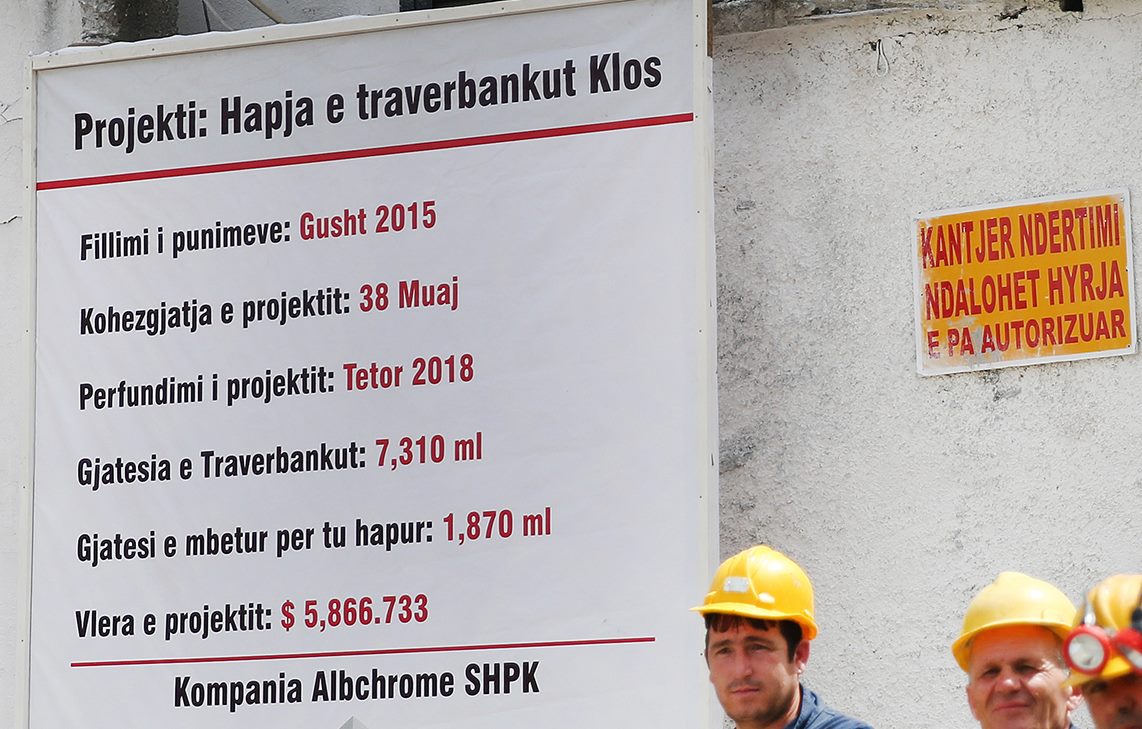 Projekti: Hapja e traverbankut Klos
Fillimi i punimeve: Gusht 2015
Kohezgjatja e projektit: 38 Muaj
Perfundimi i projektit: Tetor 2018
Gjatesia e Traverbankut: 7,310 ml
Gjatesi e mbetur per tu hapur: 1,870 ml
Vlera e projektit: $ 5,866.733
Kompania Albchrome SHPK
KANTJER NDERTIMI
NDALOHET HYRJA
E PA AUTORIZUAR